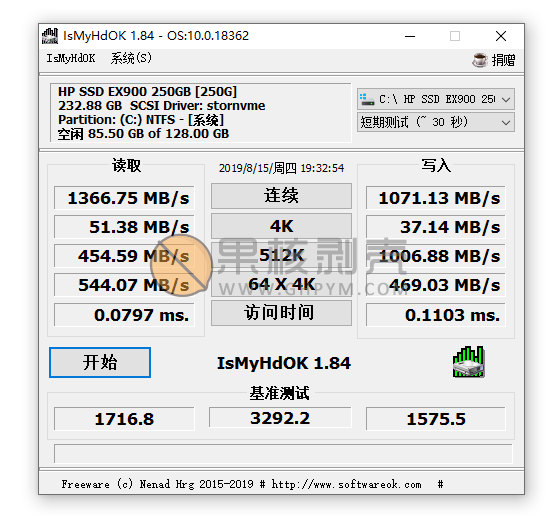 IsMyHdOK 1.84 - OS:10.0.18362
IsMyHdOK 系统(S) 捐赠
HP SSD EX900 250GB [250G]
232.88 GB SCSI Driver: stornvme
Partition: (C:) NTFS - [系统]
空闲 85.50 GB of 128.00 GB
C:\ HP SSD EX900 250
短期测试 (~ 30 秒)
读取 2019/8/15/周四 19:32:54 写入
1366.75 MB/s 连续 1071.13 MB/s
51.38 MB/s 4K 37.14 MB/s
454.59 MB/s 512K 1006.88 MB/s
544.07 MB/s 64 X 4K 469.03 MB/s
0.0797 ms. 访问时间 0.1103 ms.
果核剥壳
WWW.GHPYM.COM
开始 IsMyHdOK 1.84
基准测试
1716.8 3292.2 1575.5
Freeware (c) Nenad Hrg 2015-2019 # http://www.softwareok.com #